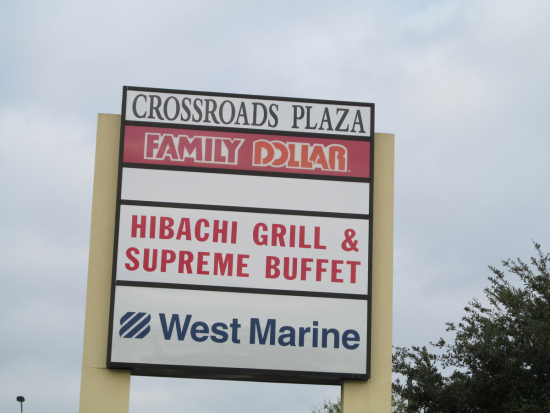 CROSSROADS PLAZA
FAMILY DOLLAR
HIBACHI GRILL &
SUPREME BUFFET
West Marine